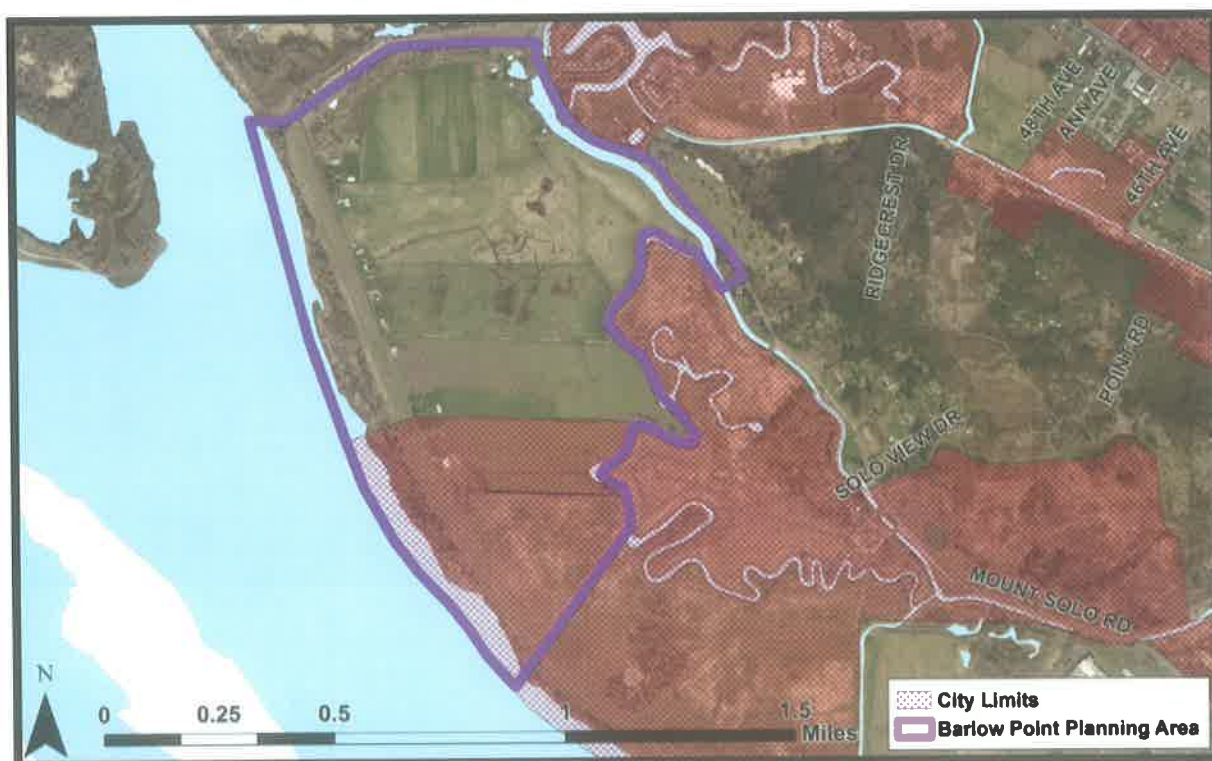 48TH AVE
ANN AVE
46TH AVE
RIDGECREST DR
POINT RD
SOLO VIEW DR
MOUNT SOLO RD
N
0 0.25 0.5 1 1.5
Miles
City Limits
Barlow Point Planning Area